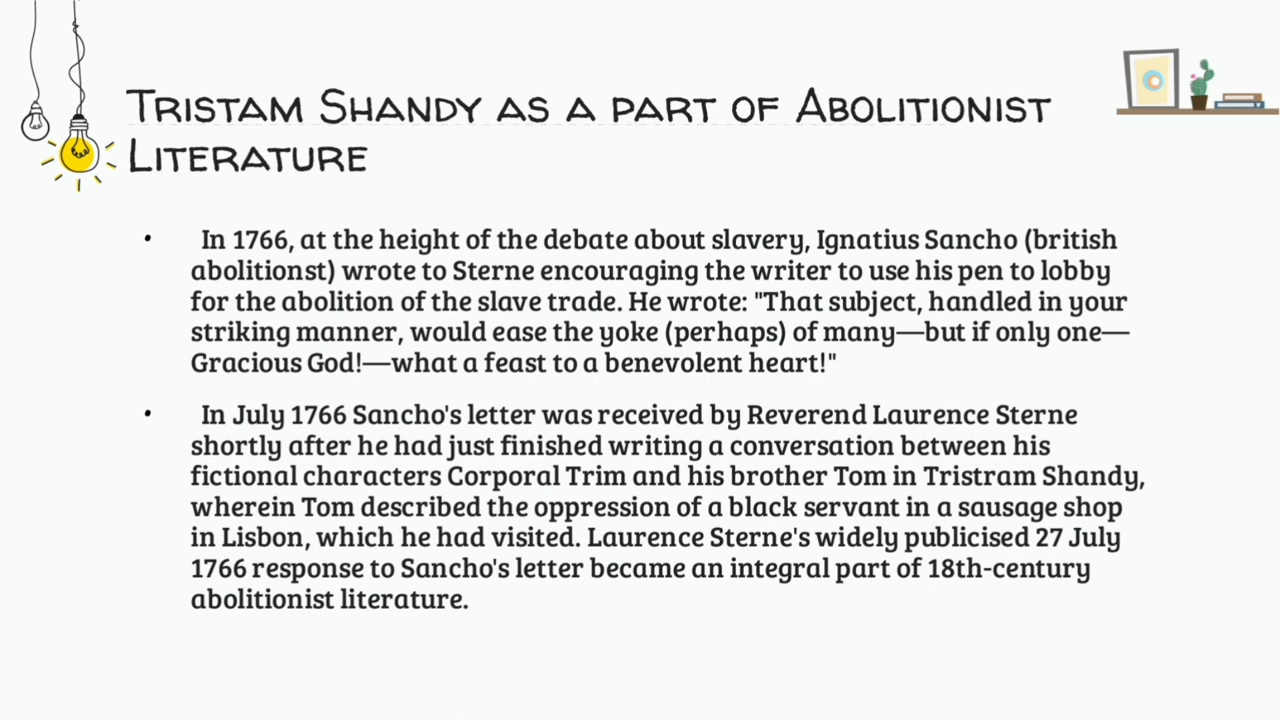 Tristam Shandy as a part of Abolitionist
Literature
• In 1766, at the height of the debate about slavery, Ignatius Sancho (british
abolitionst) wrote to Sterne encouraging the writer to use his pen to lobby
for the abolition of the slave trade. He wrote: "That subject, handled in your
striking manner, would ease the yoke (perhaps) of many—but if only one—
Gracious God!—what a feast to a benevolent heart!"
• In July 1766 Sancho's letter was received by Reverend Laurence Sterne
shortly after he had just finished writing a conversation between his
fictional characters Corporal Trim and his brother Tom in Tristram Shandy,
wherein Tom described the oppression of a black servant in a sausage shop
in Lisbon, which he had visited. Laurence Sterne's widely publicised 27 July
1766 response to Sancho's letter became an integral part of 18th-century
abolitionist literature.